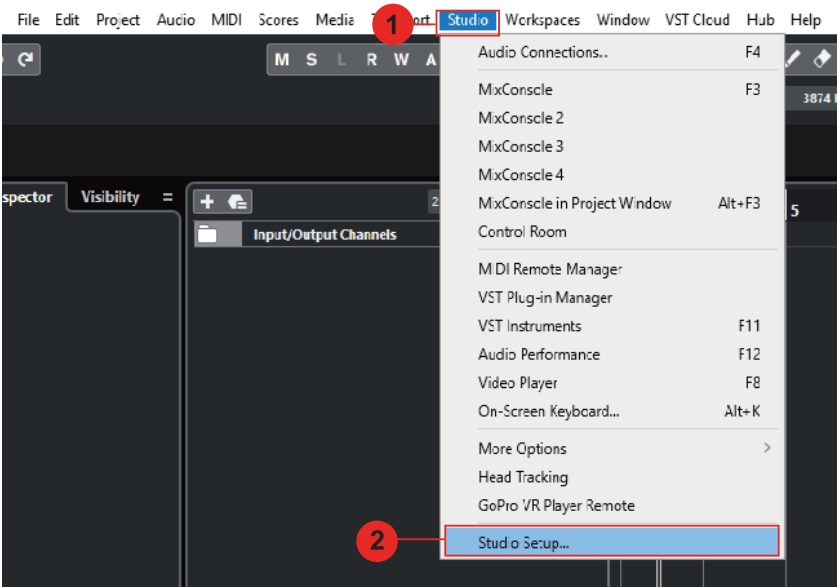 File Edit Project Audio MIDI Scores Media Studio Workspaces Window VST Cloud Hub Help
1
M S L R W A
Audio Connections... F4
MixConsole F3
3874
MixConsole 2
MixConsole 3
MixConsole 4
spector Visibility
2
MixConsole in Project Window Alt+F3
5
Input/Output Channels
Control Room
MIDI Remote Manager
VST Plug-in Manager
VST Instruments F11
Audio Performance F12
Video Player F8
On-Screen Keyboard... Alt+K
More Options
Head Tracking
GoPro VR Player Remote
2
Studio Setup...